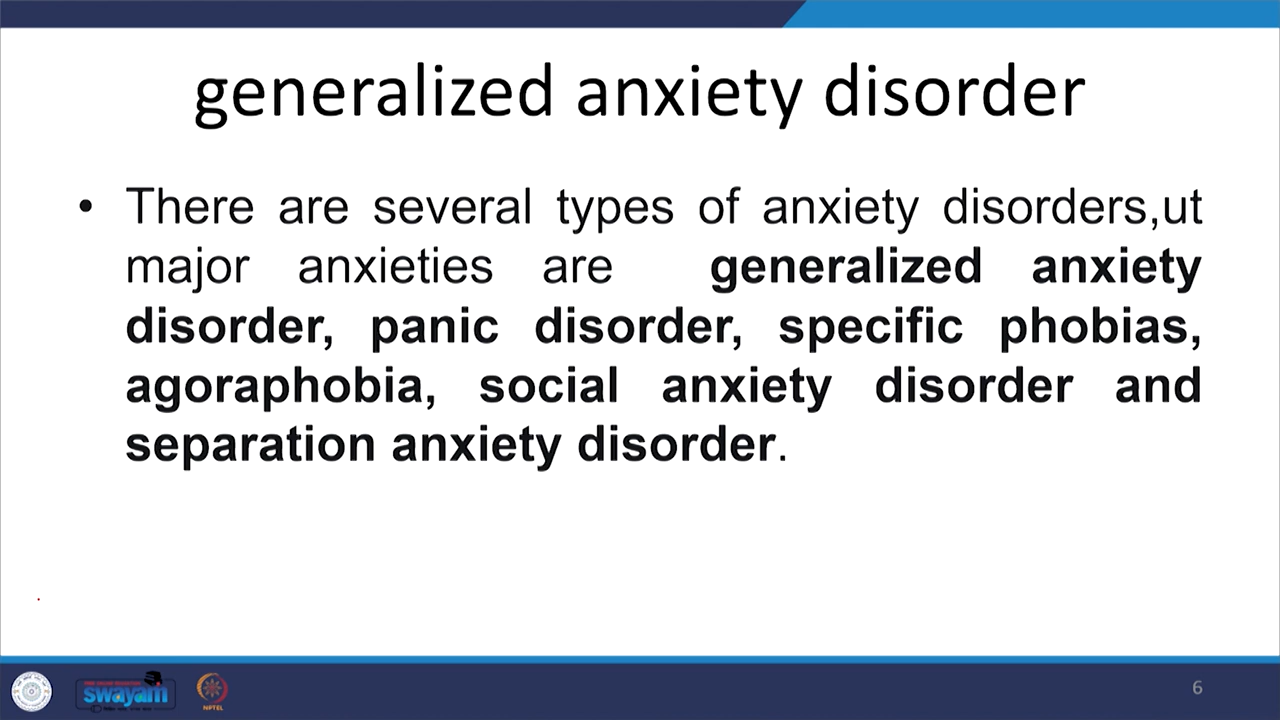 generalized anxiety disorder
• There are several types of anxiety disorders,ut
major anxieties are generalized anxiety
disorder, panic disorder, specific phobias,
agoraphobia, social anxiety disorder and
separation anxiety disorder.
swayam
NPTEL
6